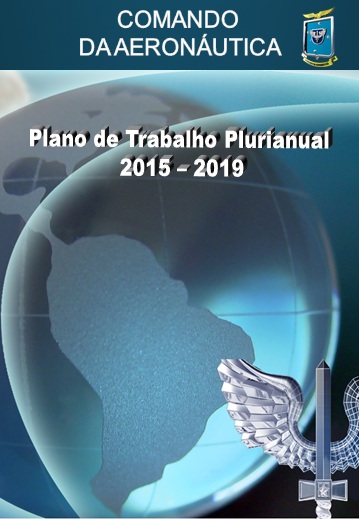 COMANDO
DA AERONÁUTICA
Plano de Trabalho Plurianual
2015 – 2019